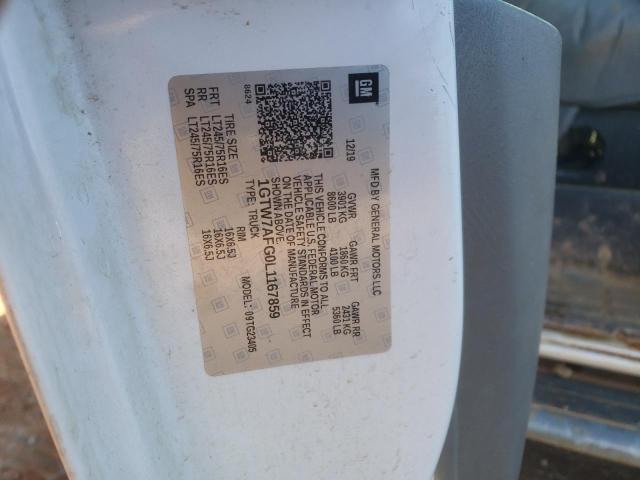 GM
MFD BY GENERAL MOTORS LLC
12/19 GVWR GAWR FRT GAWR RR
3901 KG 1860 KG 2431 KG
8600 LB 4100 LB 5360 LB
THIS VEHICLE CONFORMS TO ALL
APPLICABLE U.S. FEDERAL MOTOR
VEHICLE SAFETY STANDARDS IN EFFECT
ON THE DATE OF MANUFACTURE
SHOWN ABOVE.
1GTW7AFG0L1167859
TYPE: TRUCK MODEL: 09TG23405
8624
TIRE SIZE RIM
FRT LT245/75R16ES 16X6.5J
RR LT245/75R16ES 16X6.5J
SPA LT245/75R16ES 16X6.5J